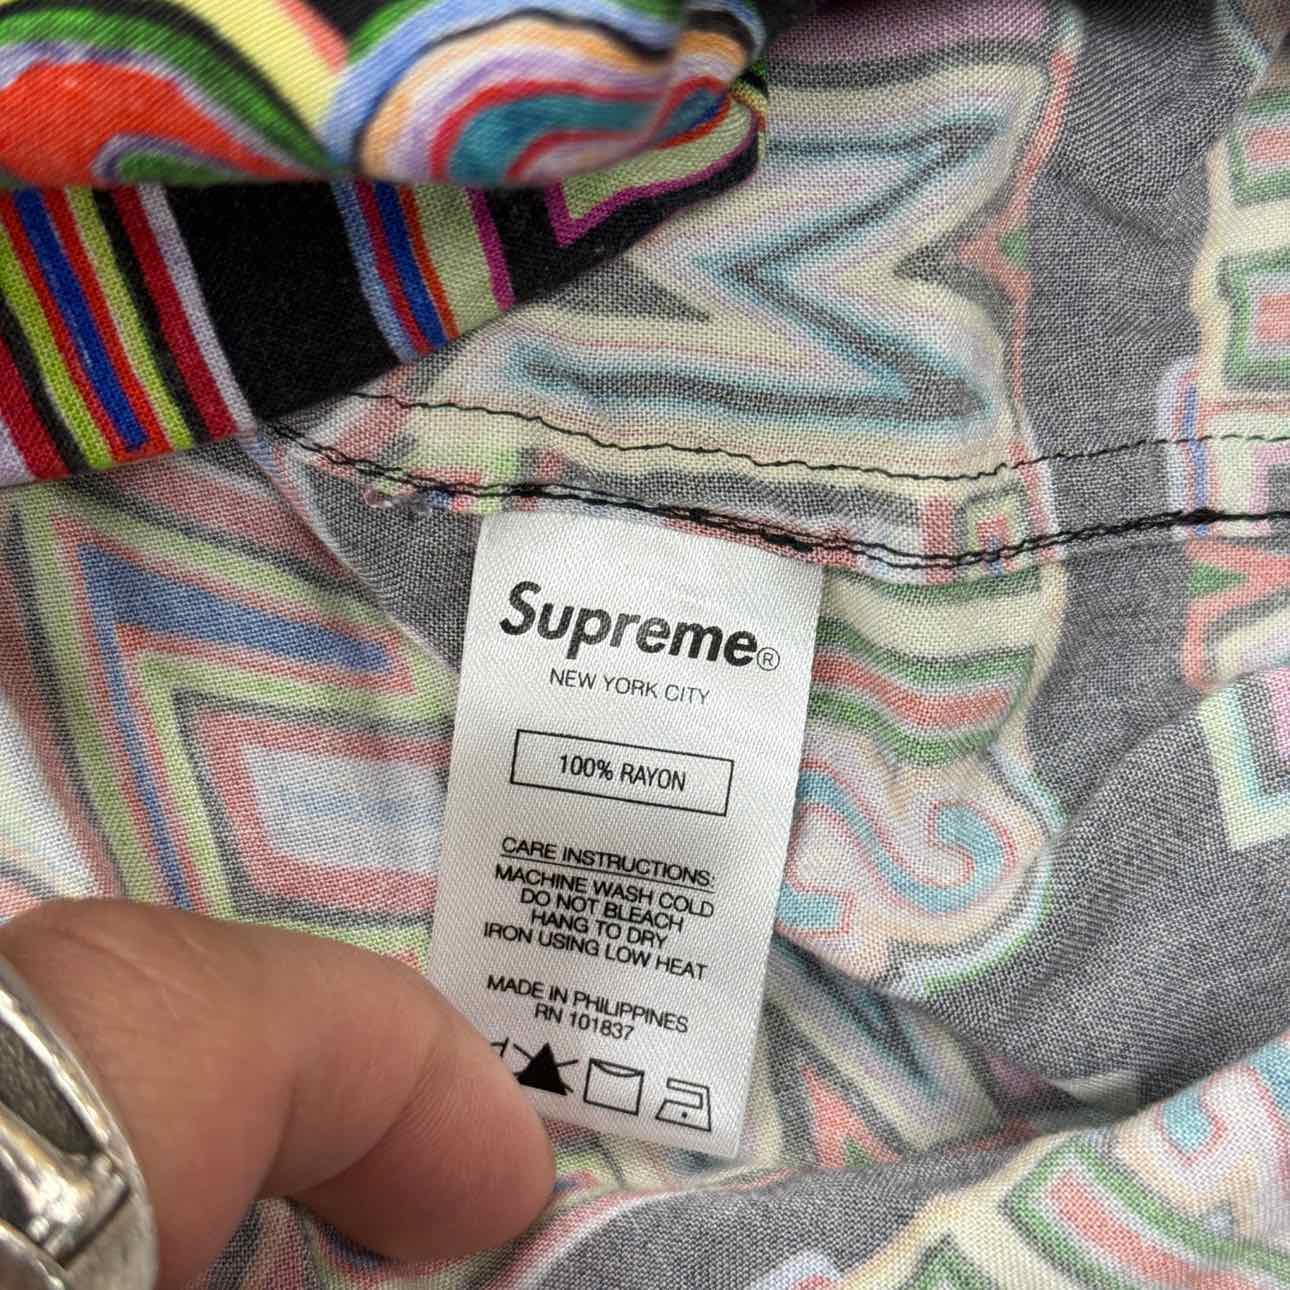 Supreme®
NEW YORK CITY
100% RAYON
CARE INSTRUCTIONS:
MACHINE WASH COLD
DO NOT BLEACH
HANG TO DRY
IRON USING LOW HEAT
MADE IN PHILIPPINES
RN 101837